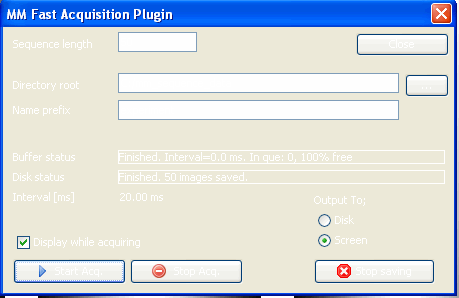 MM Fast Acquisition Plugin
Sequence length
Close
Directory root
Name prefix
Buffer status Finished. Interval=0.0 ms. In que: 0, 100% free
Disk status Finished. 50 images saved.
Interval [ms] 20.00 ms
Output To;
Disk
Display while acquiring
Screen
Start Acq. Stop Acq. Stop saving